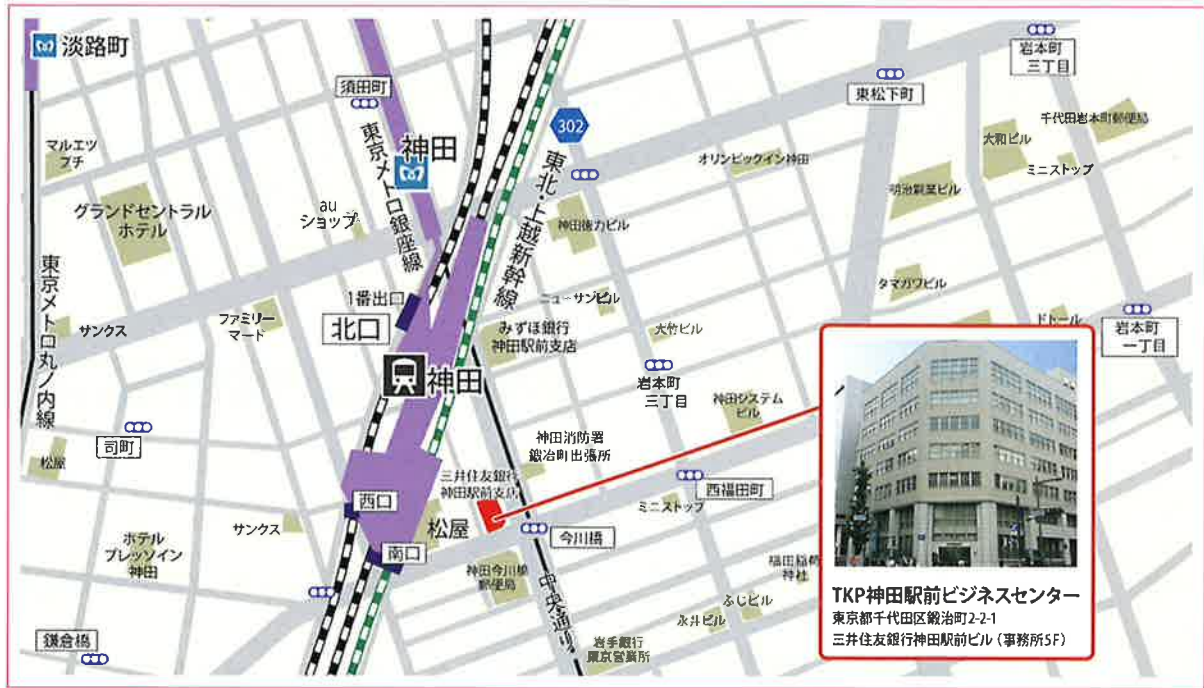 淡路町
岩本町
三丁目
須田町
東松下町
302
千代田岩本町郵便局
神田
大和ビル
マルエツ
プチ
東京メトロ銀座線
東北・上越新幹線
オリンピックイン神田
ミニストップ
グランドセントラル
ホテル
au
ショップ
東京メトロ丸ノ内線
タマガワビル
1番出口
ニューサンビル
北口
サンクス
ファミリー
マート
みずほ銀行
神田駅前支店
大竹ビル
ドトール
岩本町
一丁目
神田
岩本町
三丁目
神田システム
ビル
司町
松屋
神田消防署
鍛冶町出張所
三井住友銀行
神田駅前支店
西福田町
西口
ミニストップ
サンクス
松屋
今川橋
ホテル
プレッソイン
神田
南口
神田今川橋
郵便局
中央通り
福田稲荷
神社
ふじビル
永井ビル
鎌倉橋
岩手銀行
東京営業所
TKP神田駅前ビジネスセンター
東京都千代田区鍛治町2-2-1
三井住友銀行神田駅前ビル（事務所5F）